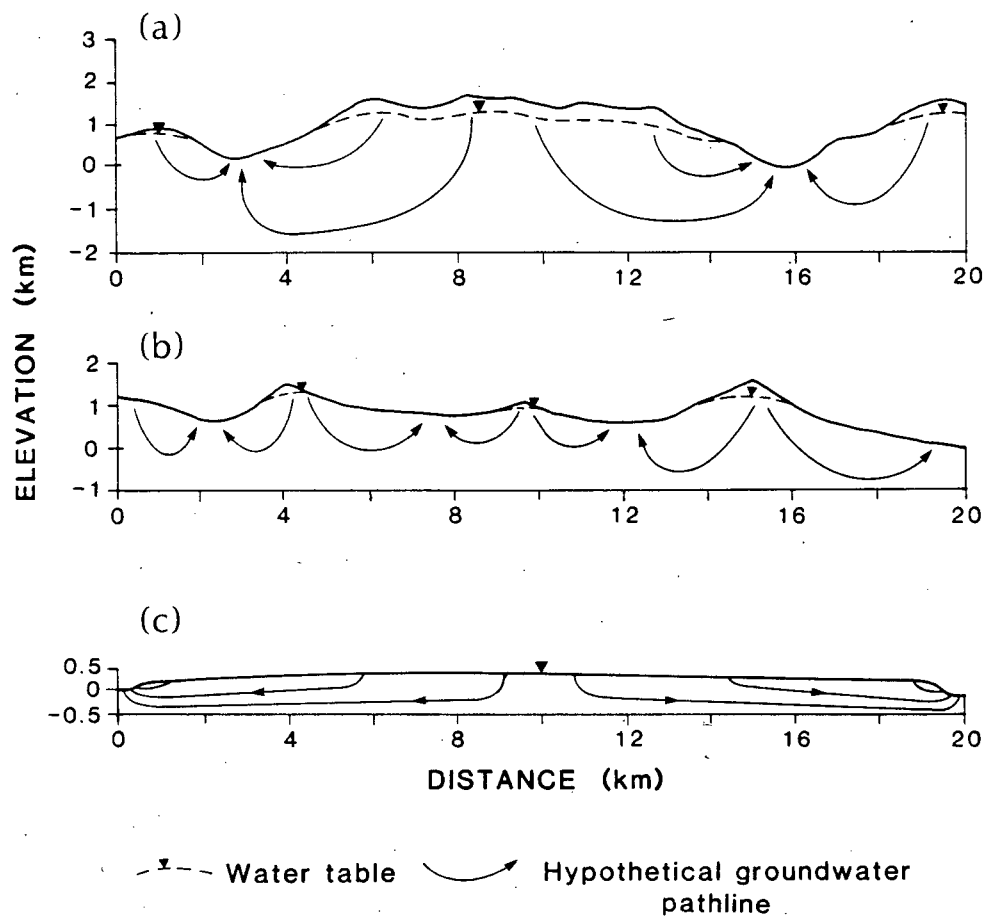 (a)
3
2
1
0
-1
-2
0 4 8 12 16 20
(b)
2
1
0
-1
0 4 8 12 16 20
ELEVATION (km)
(c)
0.5
0
-0.5
0 4 8 12 16 20
DISTANCE (km)
Water table
Hypothetical groundwater
pathline